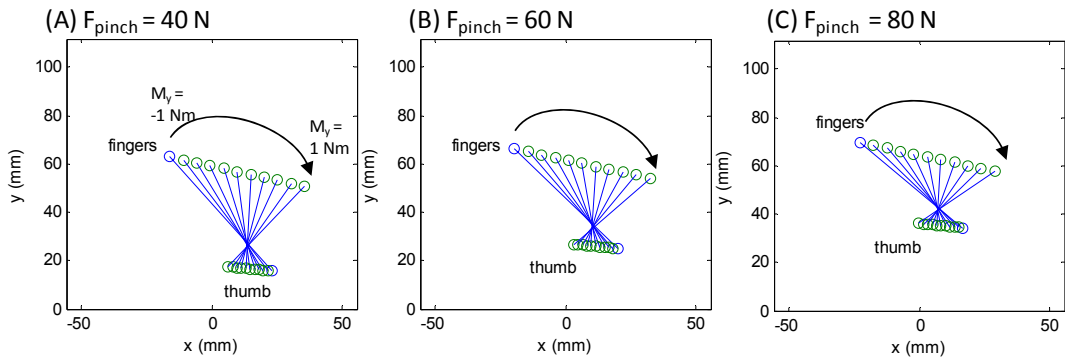 (A) F_pinch = 40 N
100
80
60
40
20
0
-50
0
50
y (mm)
x (mm)
M_y =
-1 Nm
M_y =
1 Nm
fingers
thumb
(B) F_pinch = 60 N
100
80
60
40
20
0
-50
0
50
y (mm)
x (mm)
fingers
thumb
(C) F_pinch = 80 N
100
80
60
40
20
0
-50
0
50
y (mm)
x (mm)
fingers
thumb